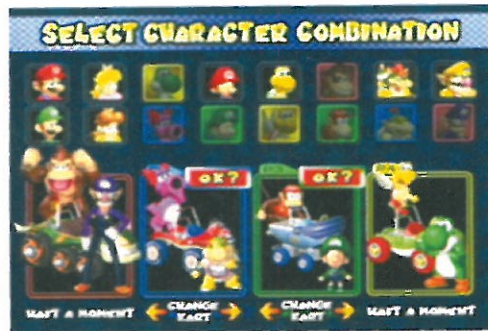 SELECT CHARACTER COMBINATION
OK?
OK?
WAIT A MOMENT
CHANGE
KART
CHANGE
KART
WAIT A MOMENT